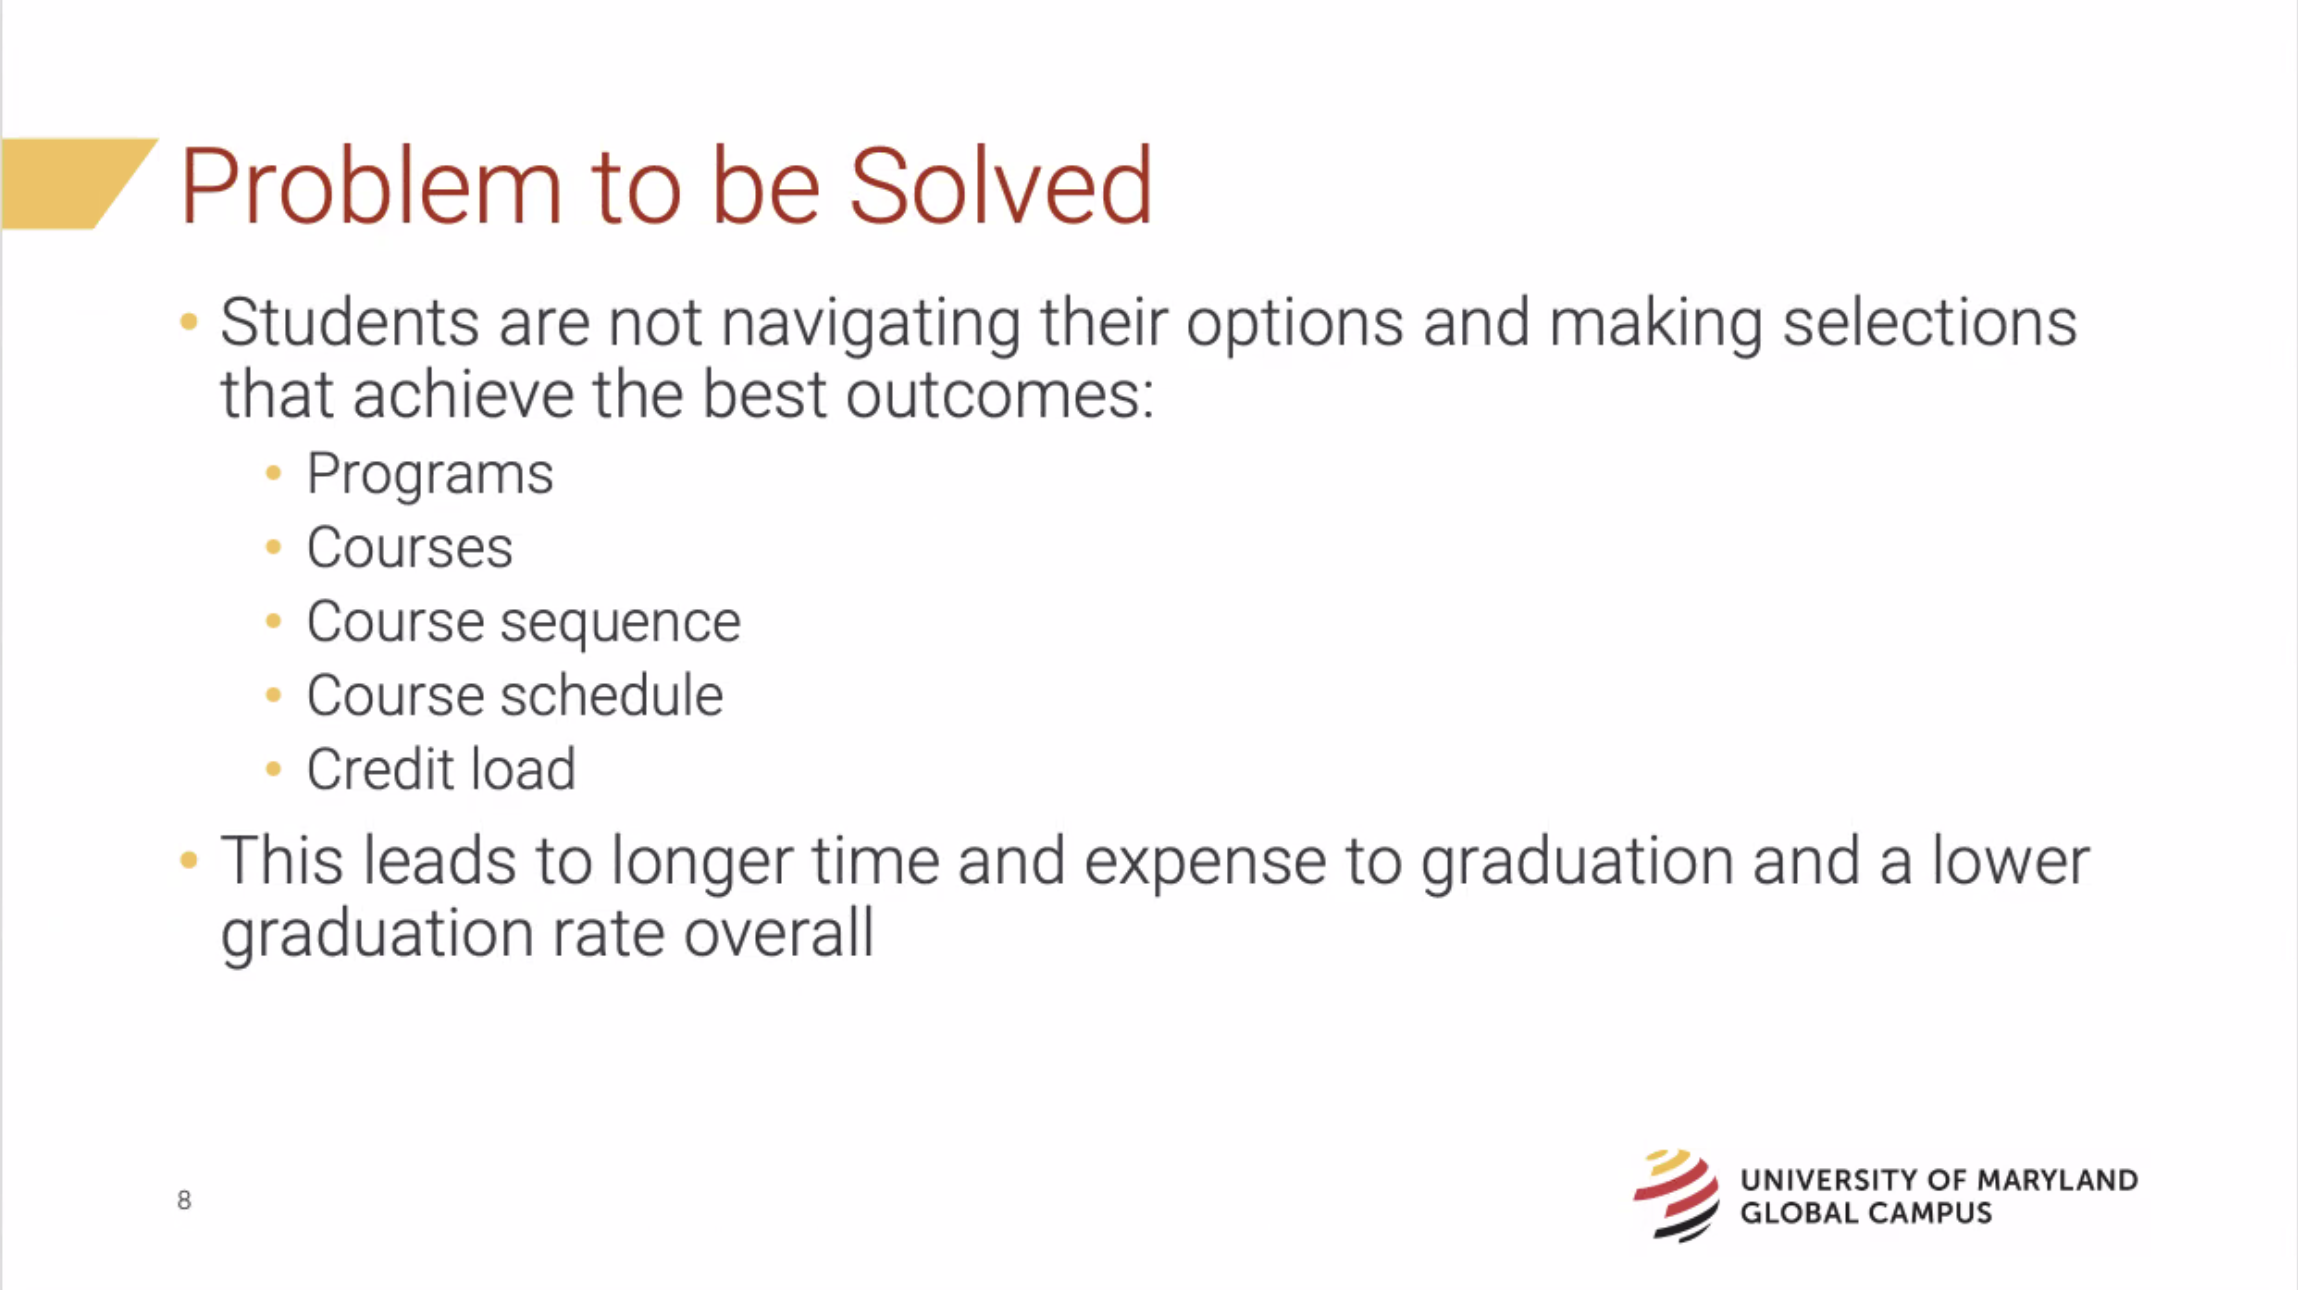 Problem to be Solved
• Students are not navigating their options and making selections
that achieve the best outcomes:
• Programs
• Courses
• Course sequence
• Course schedule
• Credit load
• This leads to longer time and expense to graduation and a lower
graduation rate overall
8
UNIVERSITY OF MARYLAND
GLOBAL CAMPUS